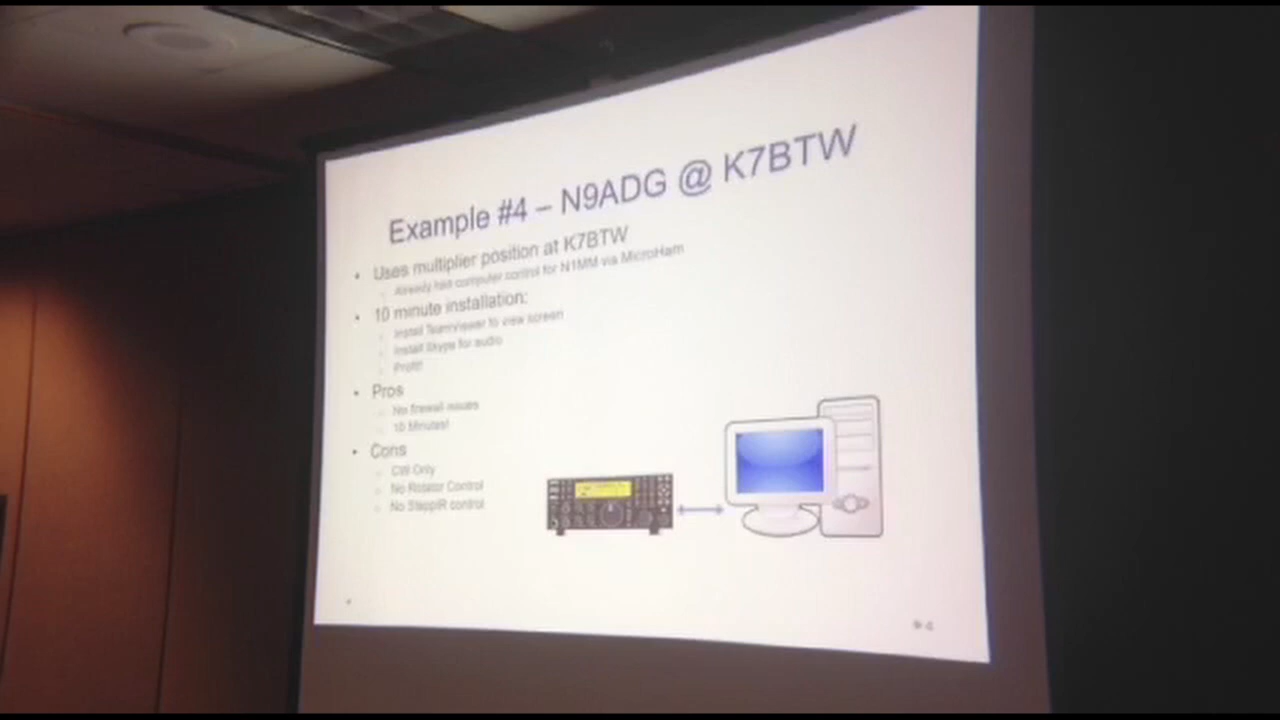 Example #4 – N9ADG @ K7BTW
• Uses multiplier position at K7BTW
Already has computer control for N1MM via MicroHam
• 10 minute installation:
Install TeamViewer to view screen
Install Skype for audio
Profit!
• Pros
No firewall issues
10 Minutes!
• Cons
CW Only
No Rotator Control
No SteppIR control